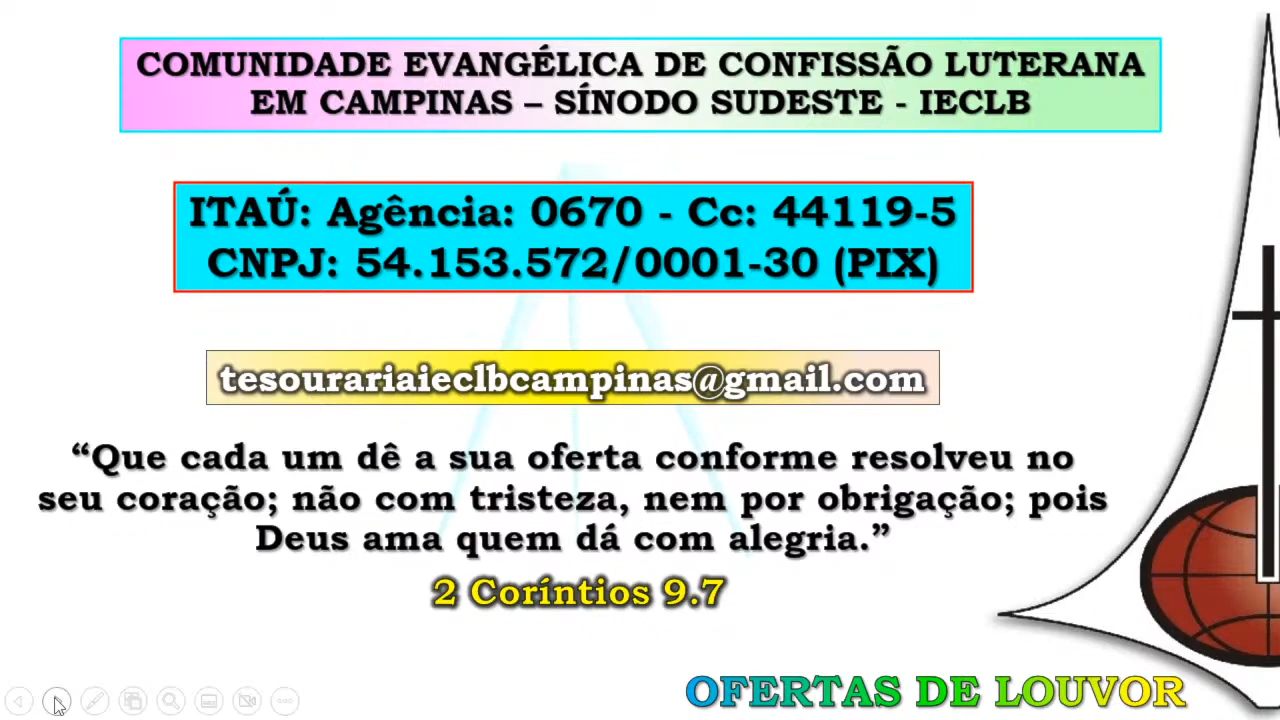 COMUNIDADE EVANGÉLICA DE CONFISSÃO LUTERANA
EM CAMPINAS – SÍNODO SUDESTE - IECLB
ITAÚ: Agência: 0670 - Cc: 44119-5
CNPJ: 54.153.572/0001-30 (PIX)
tesourariaieclbcampinas@gmail.com
“Que cada um dê a sua oferta conforme resolveu no
seu coração; não com tristeza, nem por obrigação; pois
Deus ama quem dá com alegria.”
2 Coríntios 9.7
OFERTAS DE LOUVOR